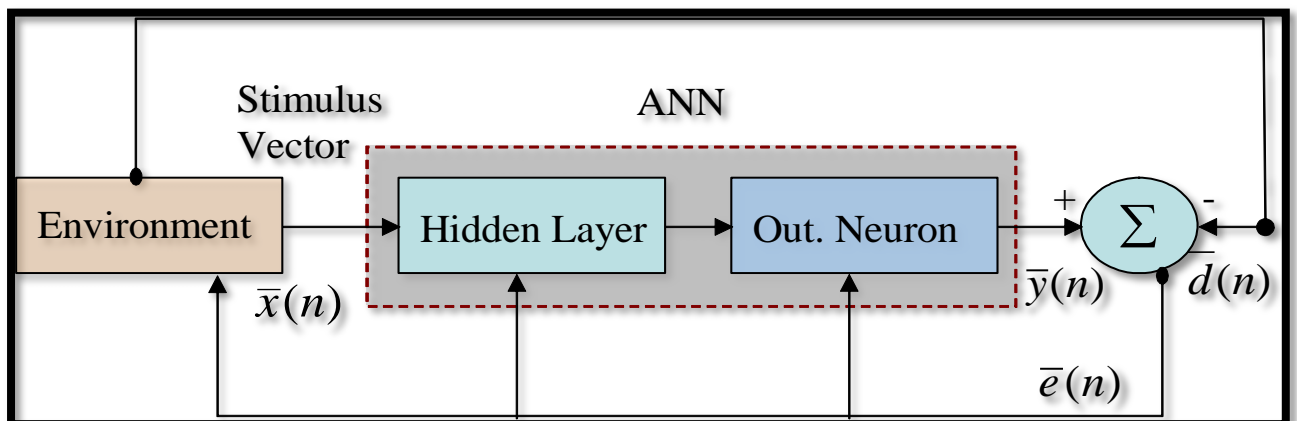 Stimulus
Vector
ANN
Environment
Hidden Layer
Out. Neuron
+
Σ
-
x̅(n)
y̅(n)
d̅(n)
e̅(n)